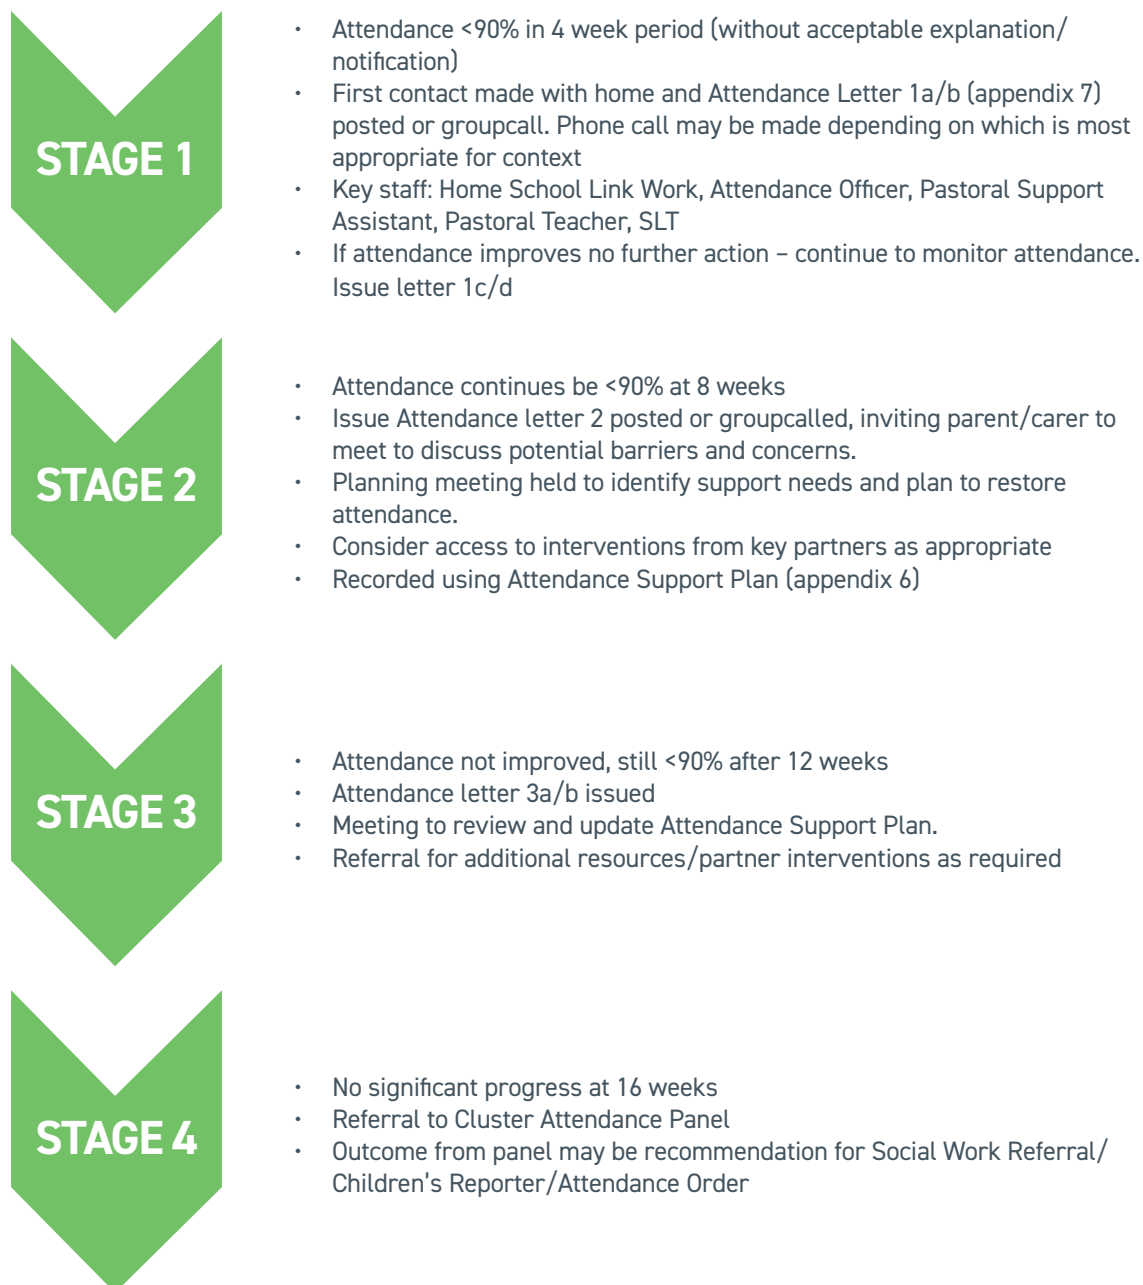 STAGE 1
· Attendance <90% in 4 week period (without acceptable explanation/
notification)
· First contact made with home and Attendance Letter 1a/b (appendix 7)
posted or groupcall. Phone call may be made depending on which is most
appropriate for context
· Key staff: Home School Link Work, Attendance Officer, Pastoral Support
Assistant, Pastoral Teacher, SLT
· If attendance improves no further action – continue to monitor attendance.
Issue letter 1c/d
STAGE 2
· Attendance continues be <90% at 8 weeks
· Issue Attendance letter 2 posted or groupcalled, inviting parent/carer to
meet to discuss potential barriers and concerns.
· Planning meeting held to identify support needs and plan to restore
attendance.
· Consider access to interventions from key partners as appropriate
· Recorded using Attendance Support Plan (appendix 6)
STAGE 3
· Attendance not improved, still <90% after 12 weeks
· Attendance letter 3a/b issued
· Meeting to review and update Attendance Support Plan.
· Referral for additional resources/partner interventions as required
STAGE 4
· No significant progress at 16 weeks
· Referral to Cluster Attendance Panel
· Outcome from panel may be recommendation for Social Work Referral/
Children's Reporter/Attendance Order